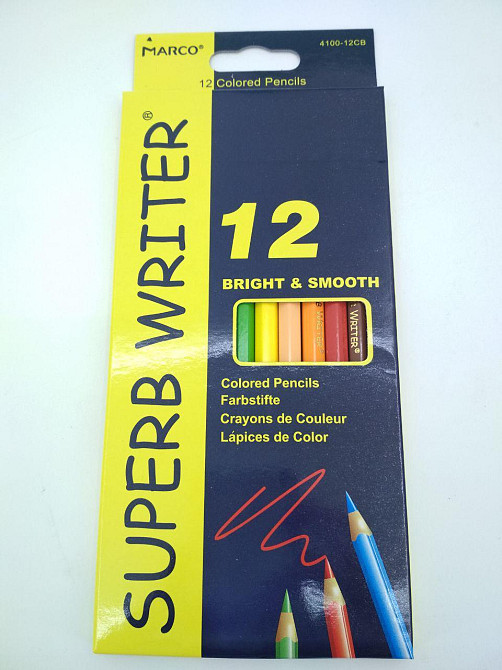 MARCO®
4100-12CB
12 Colored Pencils
SUPERB WRITER®
12
BRIGHT & SMOOTH
WRITER®
Colored Pencils
Farbstifte
Crayons de Couleur
Lápices de Color